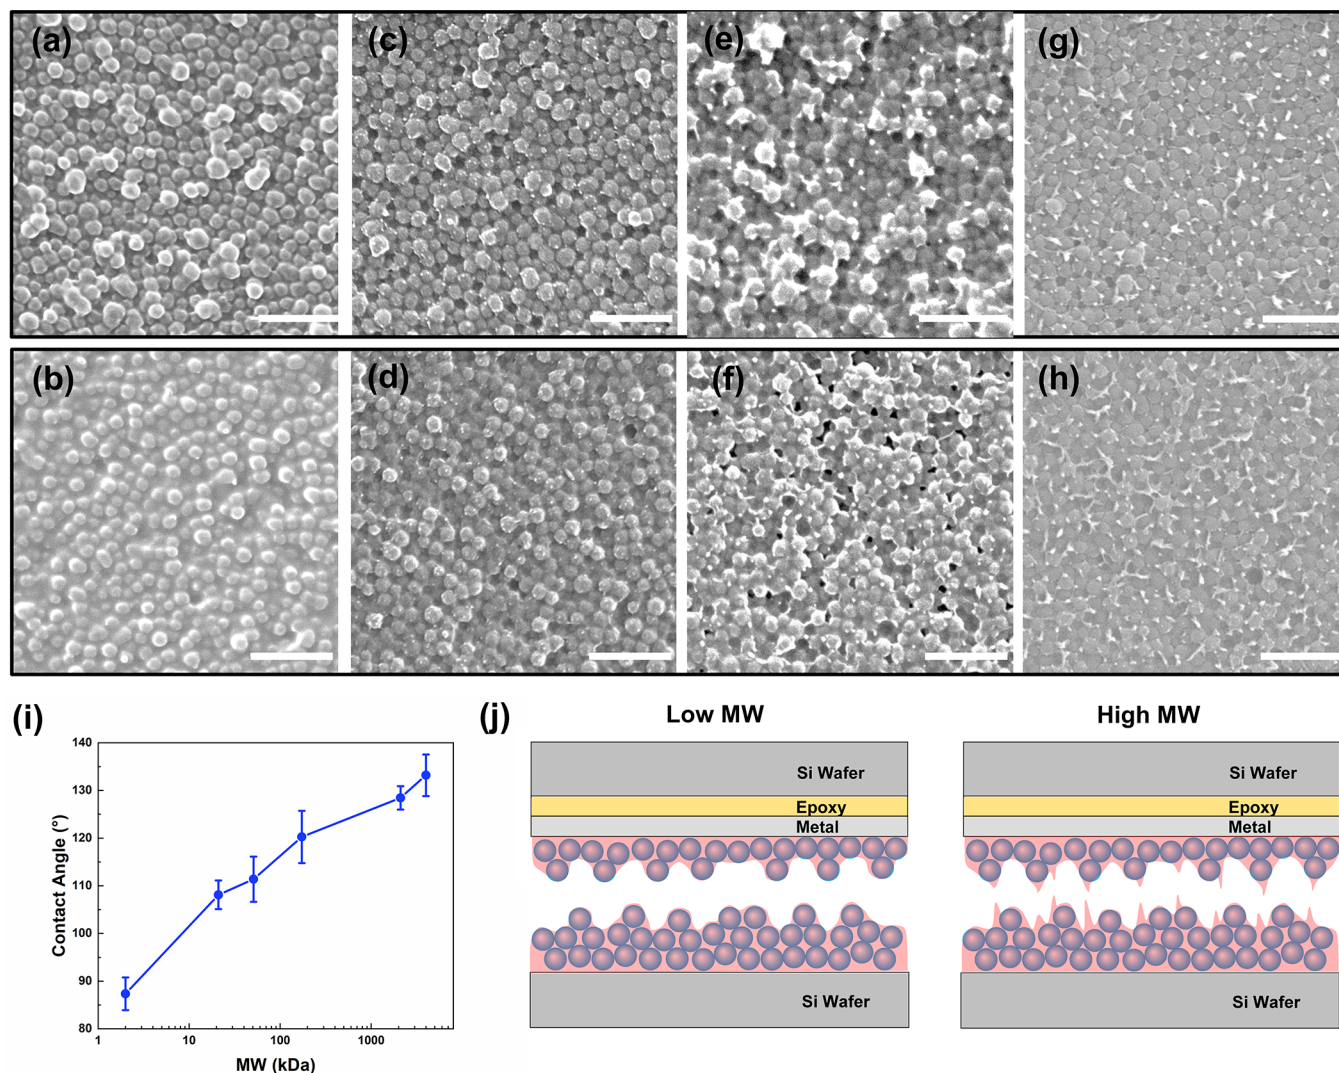 (a)
(c)
(e)
(g)
(b)
(d)
(f)
(h)
(i)
140
130
120
110
100
90
80
Contact Angle (°)
1
10
100
1000
MW (kDa)
(j)
Low MW
High MW
Si Wafer
Epoxy
Metal
Si Wafer
Si Wafer
Epoxy
Metal
Si Wafer